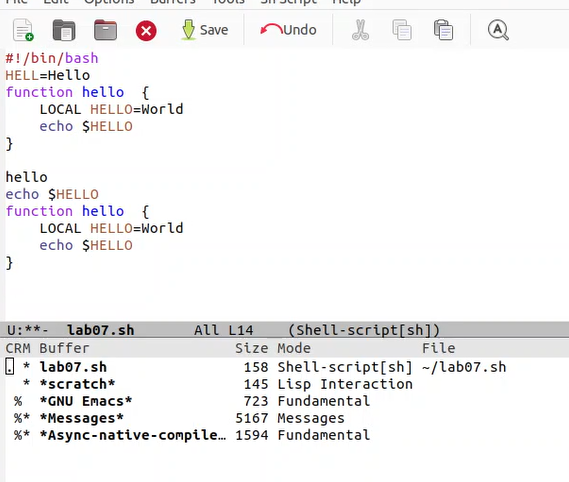 File Edit Options Buffers Tools Sh-Script Help
Save Undo
#!/bin/bash
HELL=Hello
function hello  {
    LOCAL HELLO=World
    echo $HELLO
}
hello
echo $HELLO
function hello  {
    LOCAL HELLO=World
    echo $HELLO
}
U:**-  lab07.sh       All L14    (Shell-script[sh])
CRM Buffer                 Size Mode             File
. * lab07.sh                158 Shell-script[sh] ~/lab07.sh
  * *scratch*               145 Lisp Interaction
 %  *GNU Emacs*             723 Fundamental
 %* *Messages*             5167 Messages
 %* *Async-native-compile… 1594 Fundamental